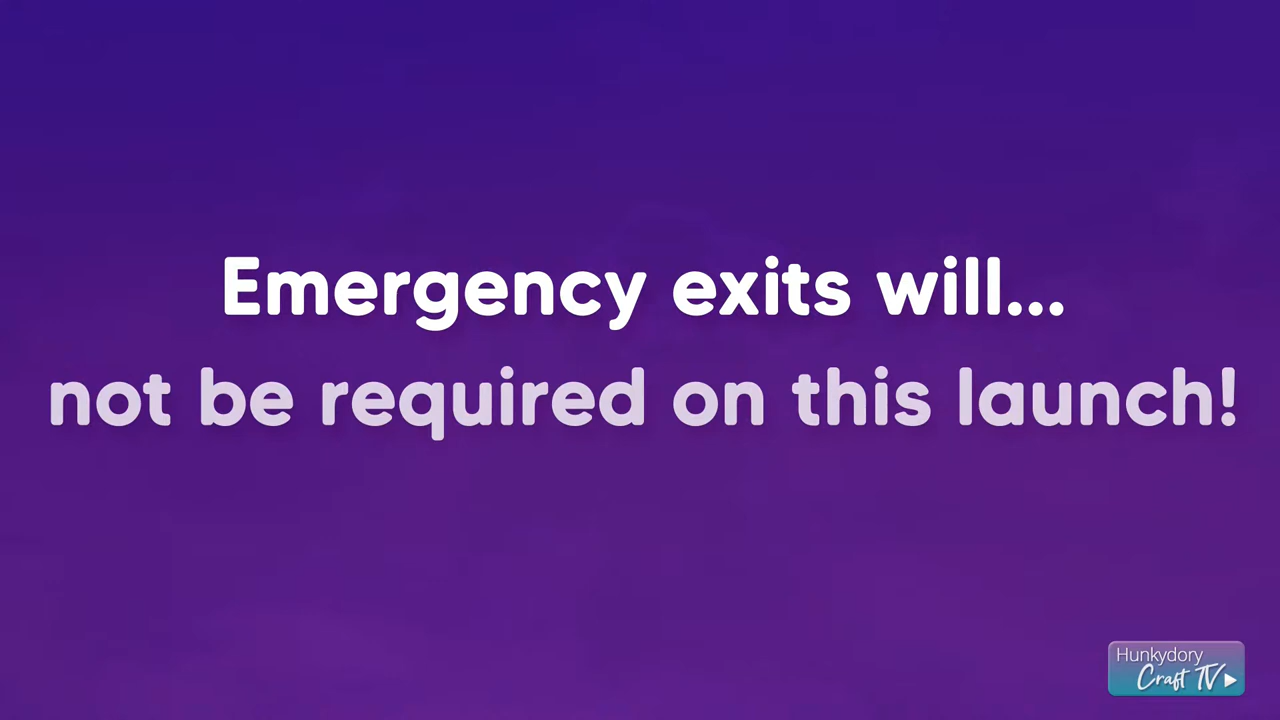 Emergency exits will...
not be required on this launch!
Hunkydory
Craft TV